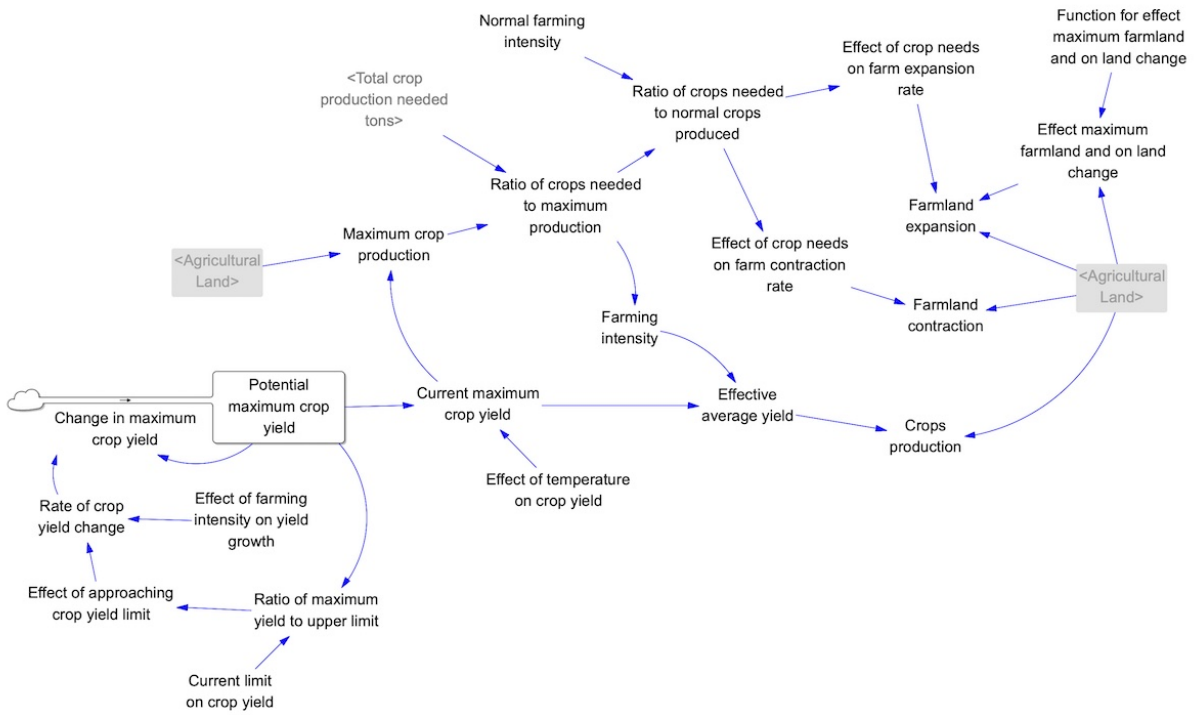 Normal farming
intensity
Function for effect
maximum farmland
and on land change
Effect of crop needs
on farm expansion
rate
<Total crop
production needed
tons>
Ratio of crops needed
to normal crops
produced
Effect maximum
farmland and on land
change
Ratio of crops needed
to maximum
production
Farmland
expansion
Maximum crop
production
Effect of crop needs
on farm contraction
rate
<Agricultural
Land>
<Agricultural
Land>
Farmland
contraction
Farming
intensity
Potential
maximum crop
yield
Current maximum
crop yield
Effective
average yield
Change in maximum
crop yield
Crops
production
Effect of temperature
on crop yield
Rate of crop
yield change
Effect of farming
intensity on yield
growth
Effect of approaching
crop yield limit
Ratio of maximum
yield to upper limit
Current limit
on crop yield